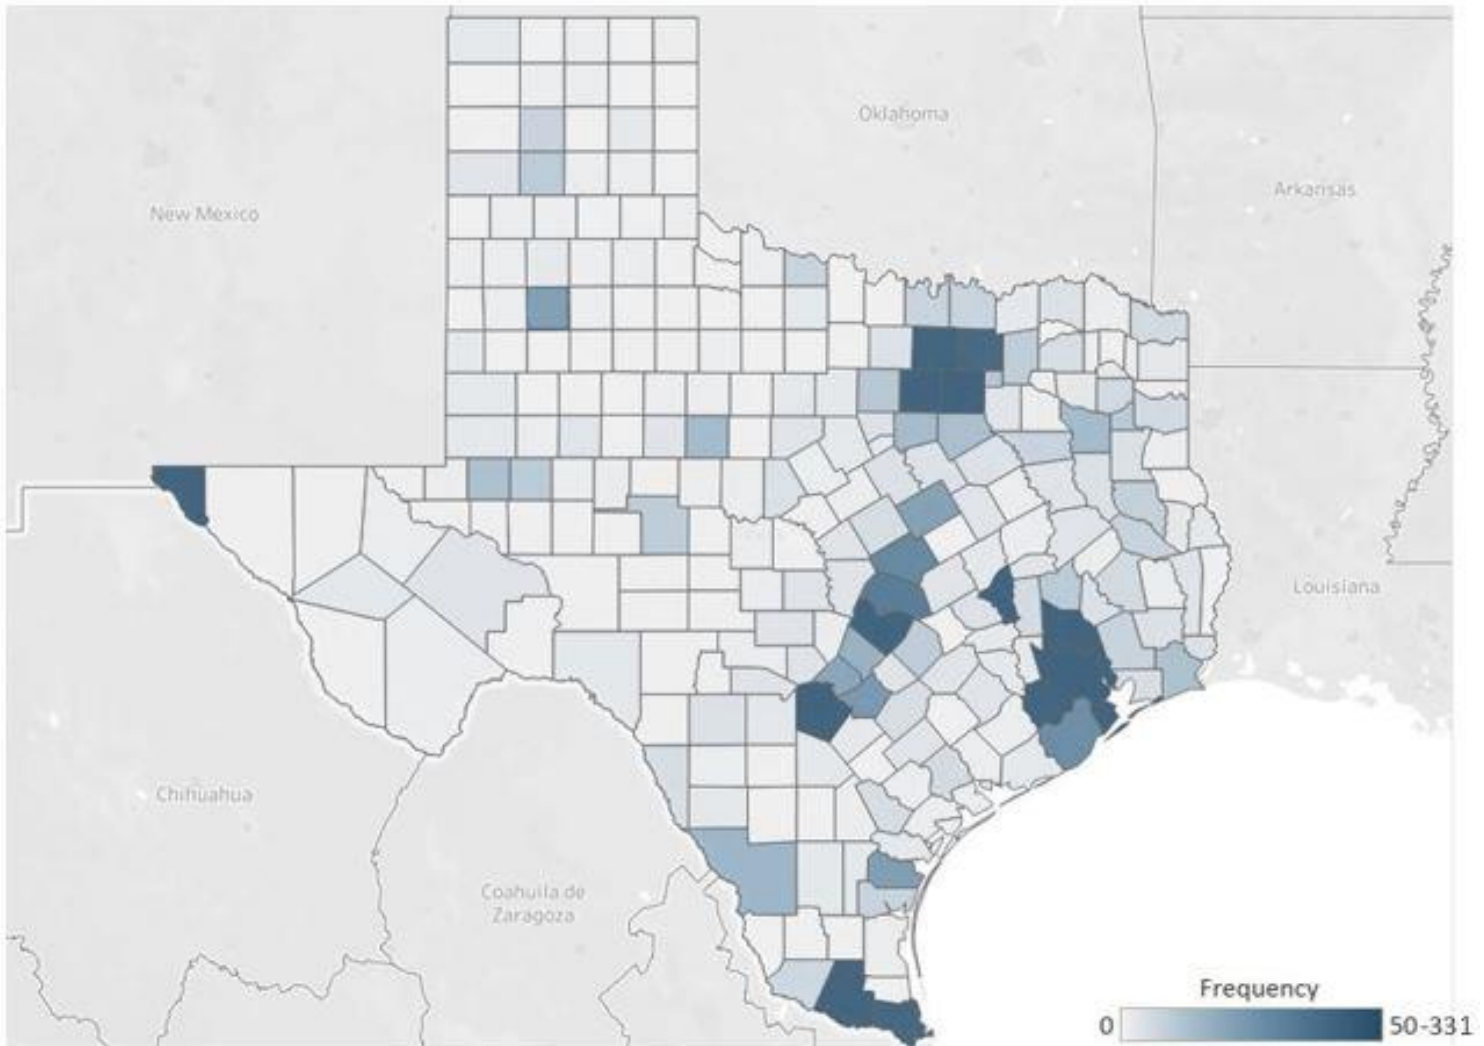 Oklahoma
Arkansas
New Mexico
Louisiana
Chihuahua
Coahuila de
Zaragoza
Frequency
0
50-331